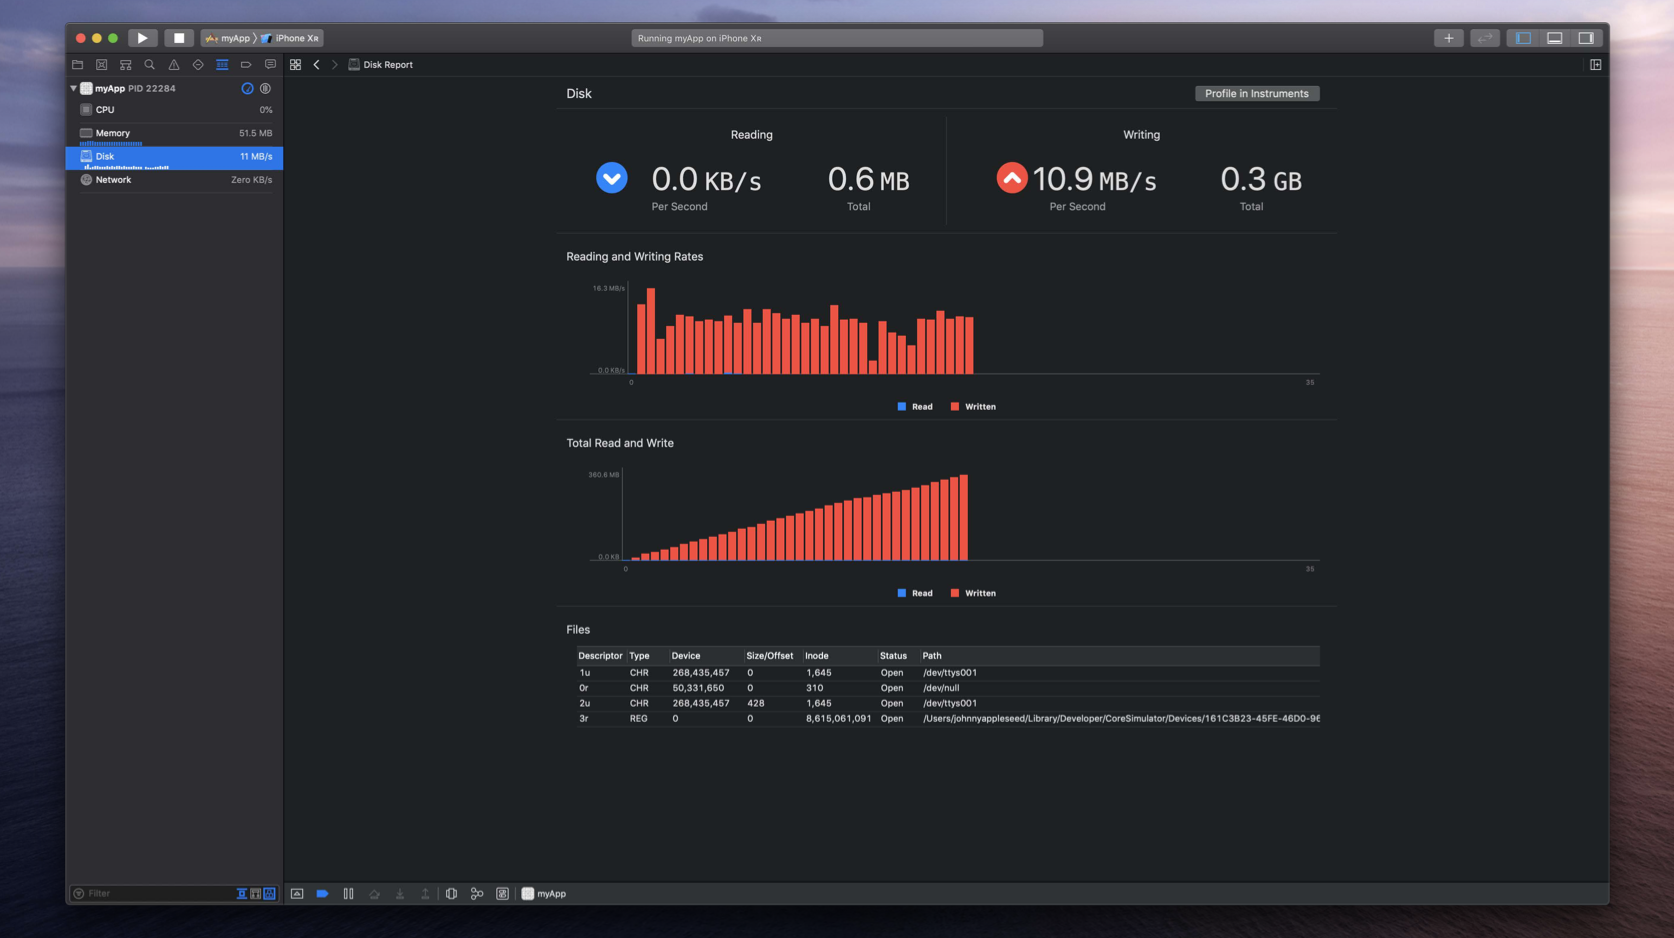 myApp 〉 iPhone Xʀ
Running myApp on iPhone Xʀ
Disk Report
myApp PID 22284
CPU 0%
Memory 51.5 MB
Disk 11 MB/s
Network Zero KB/s
Filter
Disk
Profile in Instruments
Reading
0.0 KB/s
Per Second
0.6 MB
Total
Writing
10.9 MB/s
Per Second
0.3 GB
Total
Reading and Writing Rates
16.3 MB/s
0.0 KB/s
0 35
Read Written
Total Read and Write
360.6 MB
0.0 KB
0 35
Read Written
Files
Descriptor Type Device Size/Offset Inode Status Path
1u CHR 268,435,457 0 1,645 Open /dev/ttys001
0r CHR 50,331,650 0 310 Open /dev/null
2u CHR 268,435,457 428 1,645 Open /dev/ttys001
3r REG 0 0 8,615,061,091 Open /Users/johnnyappleseed/Library/Developer/CoreSimulator/Devices/161C3B23-45FE-46D0-96
myApp